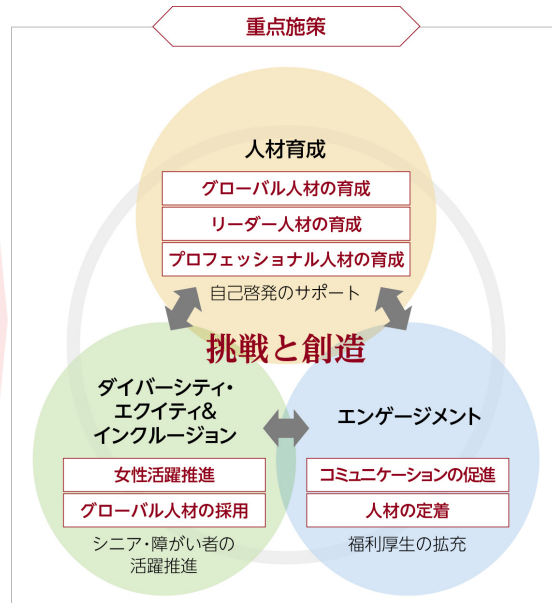 重点施策
人材育成
グローバル人材の育成
リーダー人材の育成
プロフェッショナル人材の育成
自己啓発のサポート
挑戦と創造
ダイバーシティ・
エクイティ&
インクルージョン
女性活躍推進
グローバル人材の採用
シニア・障がい者の
活躍推進
エンゲージメント
コミュニケーションの促進
人材の定着
福利厚生の拡充